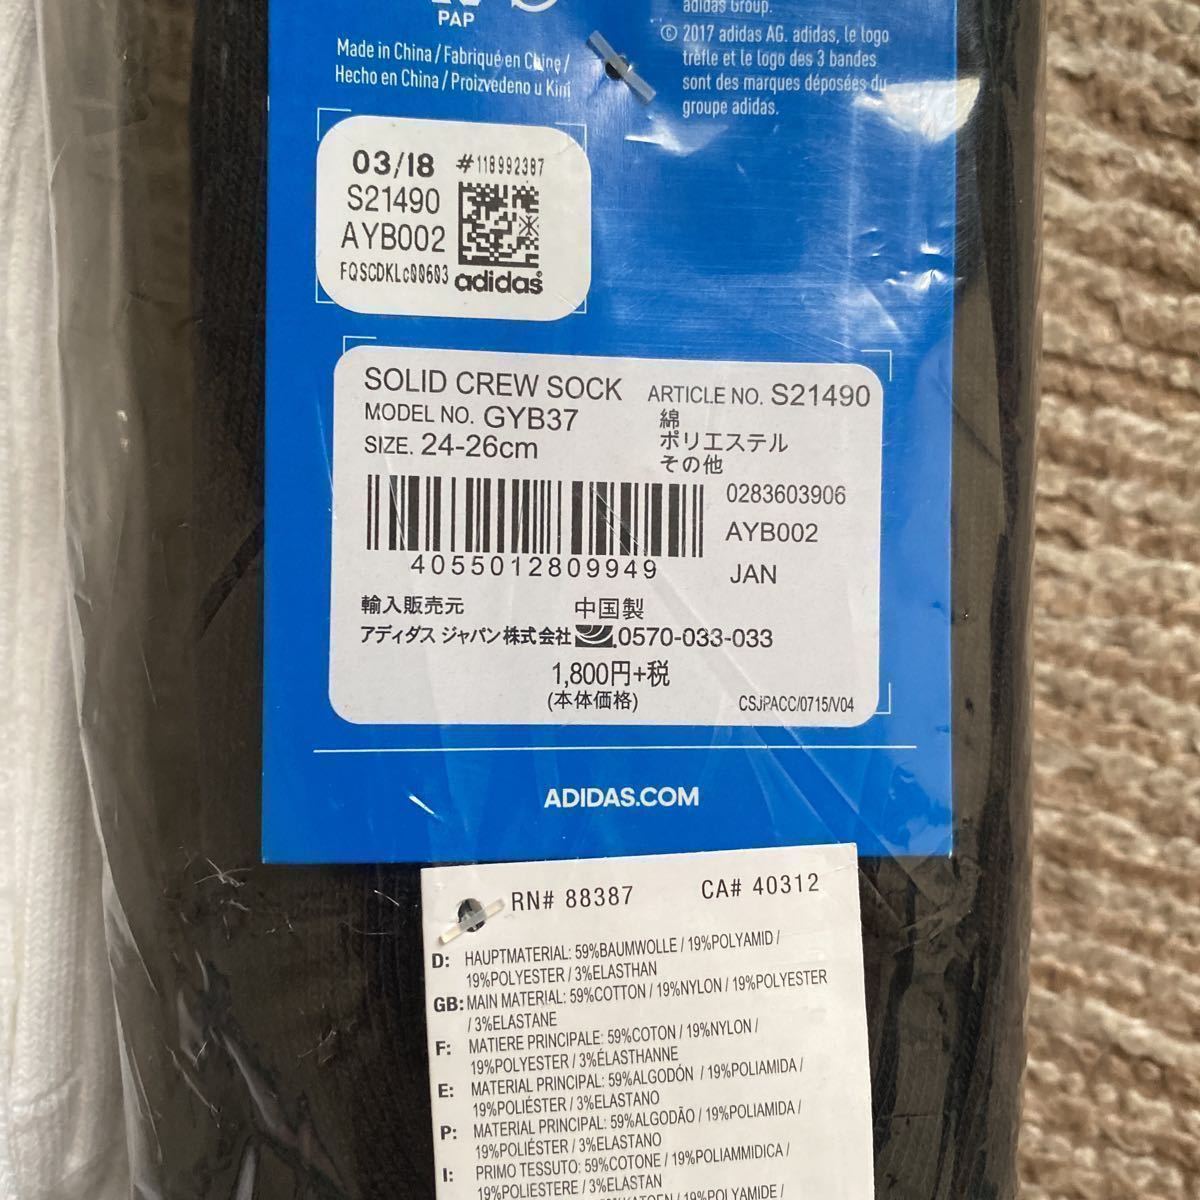 PAP
Made in China / Fabriqué en Chine /
Hecho en China / Proizvedeno u Kini
adidas Group.
© 2017 adidas AG. adidas, le logo
trèfle et le logo des 3 bandes
sont des marques déposées du
groupe adidas.
03/18 #118992387
S21490
AYB002
FQSCDKLc00603 adidas
SOLID CREW SOCK ARTICLE NO. S21490
MODEL NO. GYB37 綿
SIZE. 24-26cm ポリエステル
その他
0283603906
AYB002
4055012809949
JAN
輸入販売元 中国製
アディダス ジャパン株式会社 0570-033-033
1,800円+税
(本体価格) CSJPACC/0715/V04
ADIDAS.COM
RN# 88387 CA# 40312
D: HAUPTMATERIAL: 59%BAUMWOLLE / 19%POLYAMID /
19%POLYESTER / 3%ELASTHAN
GB: MAIN MATERIAL: 59%COTTON / 19%NYLON / 19%POLYESTER
/ 3%ELASTANE
F: MATIERE PRINCIPALE: 59%COTON / 19%NYLON /
19%POLYESTER / 3%ÉLASTHANNE
E: MATERIAL PRINCIPAL: 59%ALGODÓN / 19%POLIAMIDA /
19%POLIÉSTER / 3%ELASTANO
P: MATERIAL PRINCIPAL: 59%ALGODÃO / 19%POLIAMIDA /
19%POLIÉSTER / 3%ELASTANO
I: PRIMO TESSUTO: 59%COTONE / 19%POLIAMMIDICA /
19%POLIESTERE / 3%ELASTAN
KATOEN / 19%POLYAMIDE /